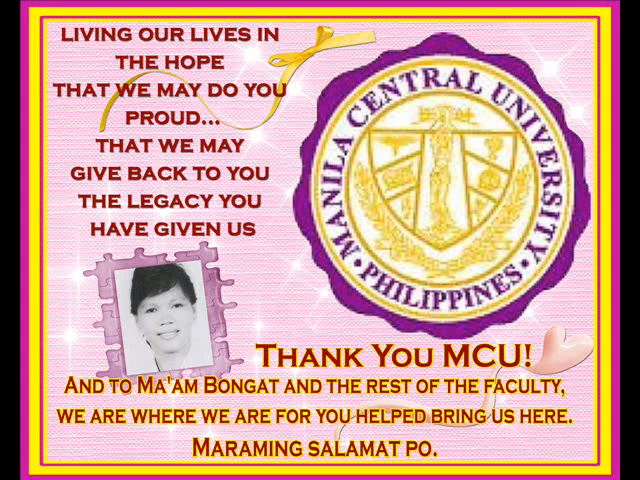 LIVING OUR LIVES IN
THE HOPE
THAT WE MAY DO YOU
PROUD...
THAT WE MAY
GIVE BACK TO YOU
THE LEGACY YOU
HAVE GIVEN US
MANILA CENTRAL UNIVERSITY
• PHILIPPINES •
THANK YOU MCU!
AND TO MA'AM BONGAT AND THE REST OF THE FACULTY,
WE ARE WHERE WE ARE FOR YOU HELPED BRING US HERE.
MARAMING SALAMAT PO.